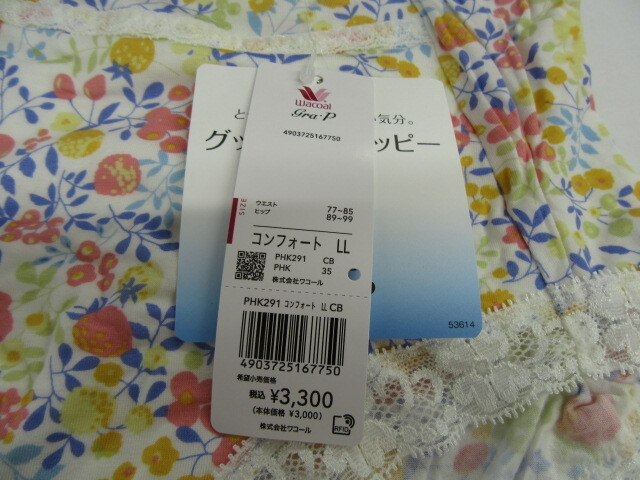 と 気分。
グッ ッピー
Wacoal
gra-P
4903725167750
SIZE
ウエスト 77~85
ヒップ 89~99
コンフォート LL
PHK291 CB
PHK 35
株式会社ワコール
PHK291 コンフォート LL CB
4903725167750
希望小売価格
税込 ¥3,300
(本体価格 ¥3,000)
株式会社ワコール
RFID
53614